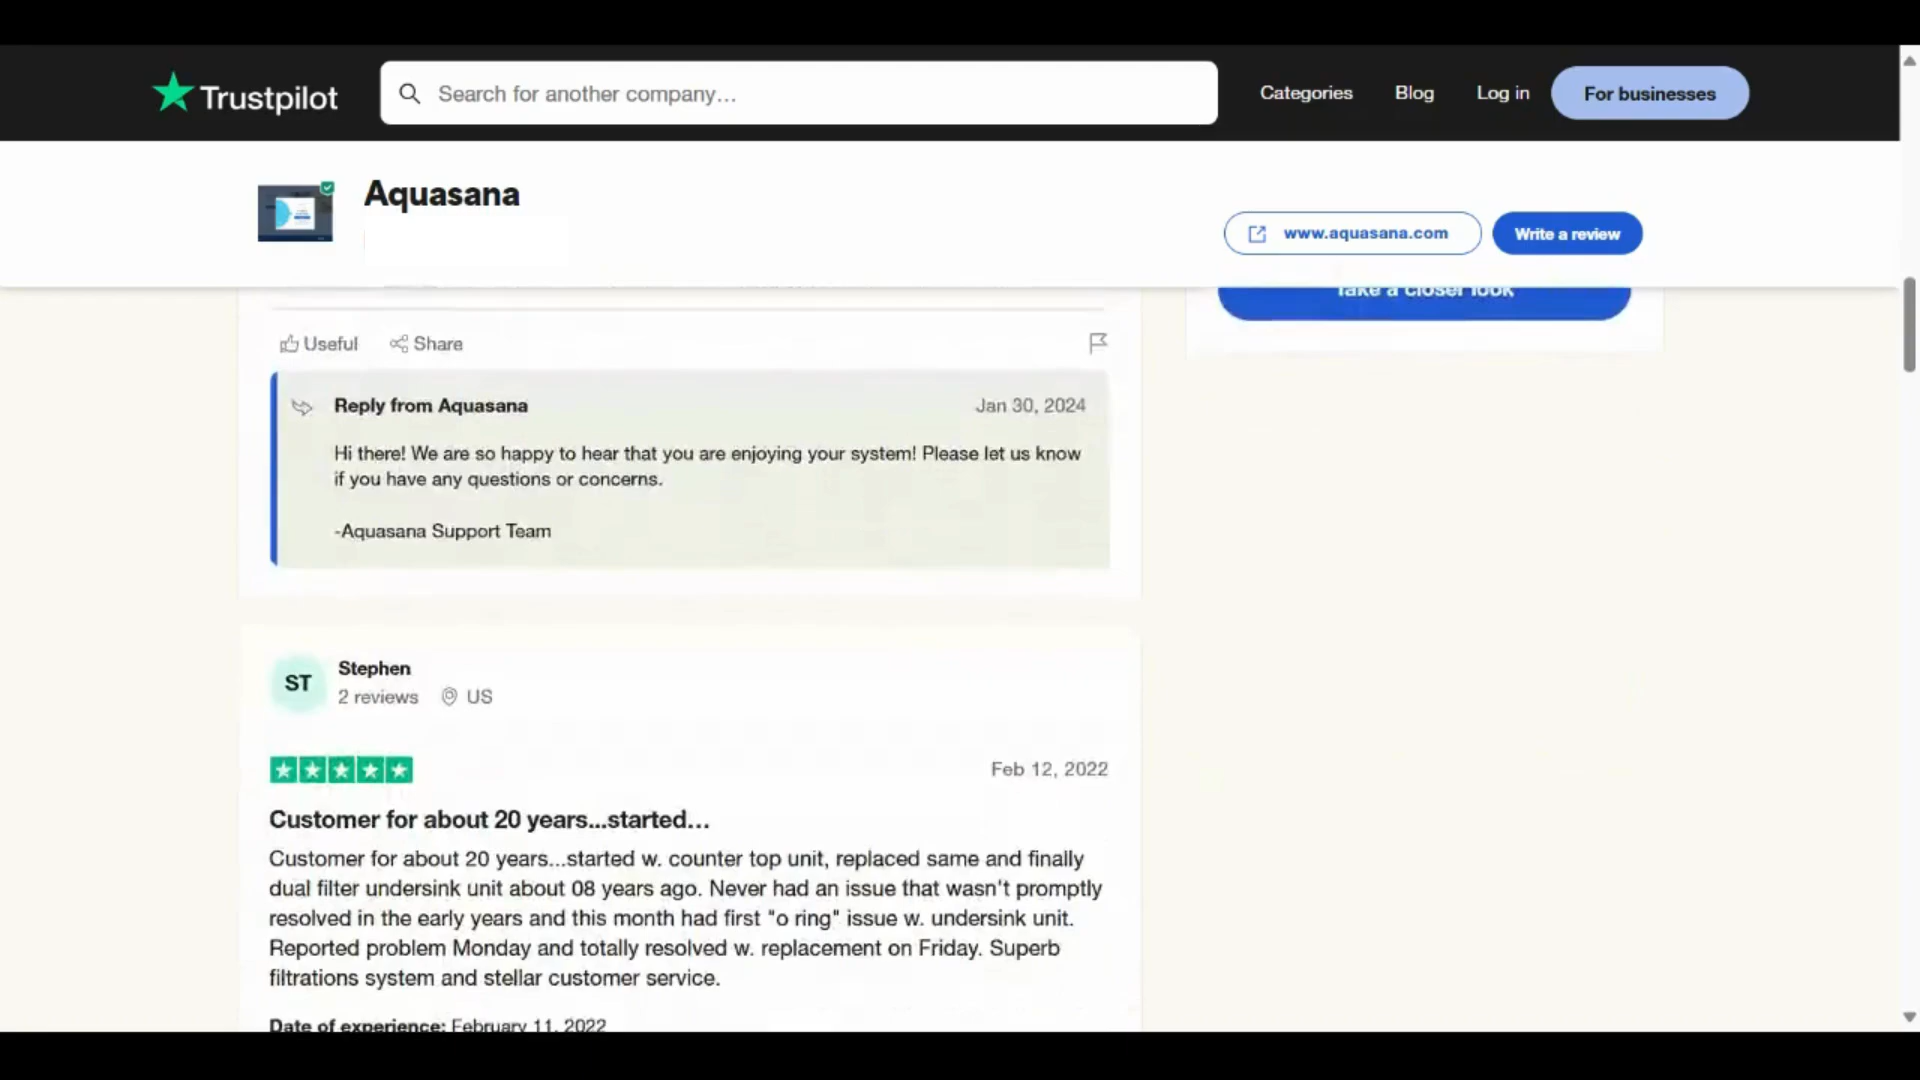 Trustpilot
Search for another company...
Categories
Blog
Log in
For businesses
Aquasana
www.aquasana.com
Write a review
Take a closer look
Useful
Share
Reply from Aquasana
Jan 30, 2024
Hi there! We are so happy to hear that you are enjoying your system! Please let us know
if you have any questions or concerns.
-Aquasana Support Team
ST
Stephen
2 reviews
US
Feb 12, 2022
Customer for about 20 years...started...
Customer for about 20 years...started w. counter top unit, replaced same and finally
dual filter undersink unit about 08 years ago. Never had an issue that wasn't promptly
resolved in the early years and this month had first "o ring" issue w. undersink unit.
Reported problem Monday and totally resolved w. replacement on Friday. Superb
filtrations system and stellar customer service.
Date of experience: February 11, 2022